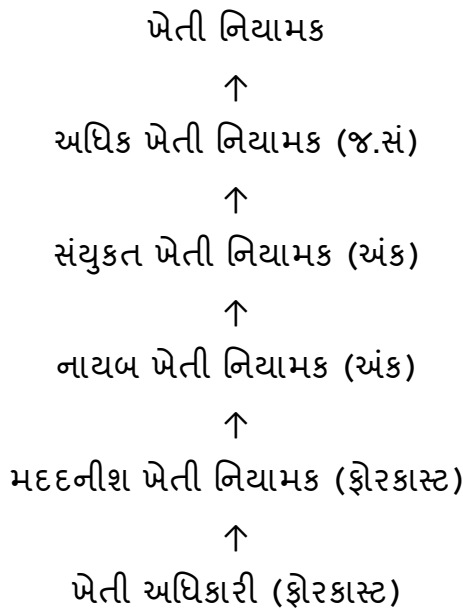 ખેતી નિયામક
↑
અધિક ખેતી નિયામક (જ.સં)
↑
સંયુકત ખેતી નિયામક (અંક)
↑
નાયબ ખેતી નિયામક (અંક)
↑
મદદનીશ ખેતી નિયામક (ફોરકાસ્ટ)
↑
ખેતી અધિકારી (ફોરકાસ્ટ)